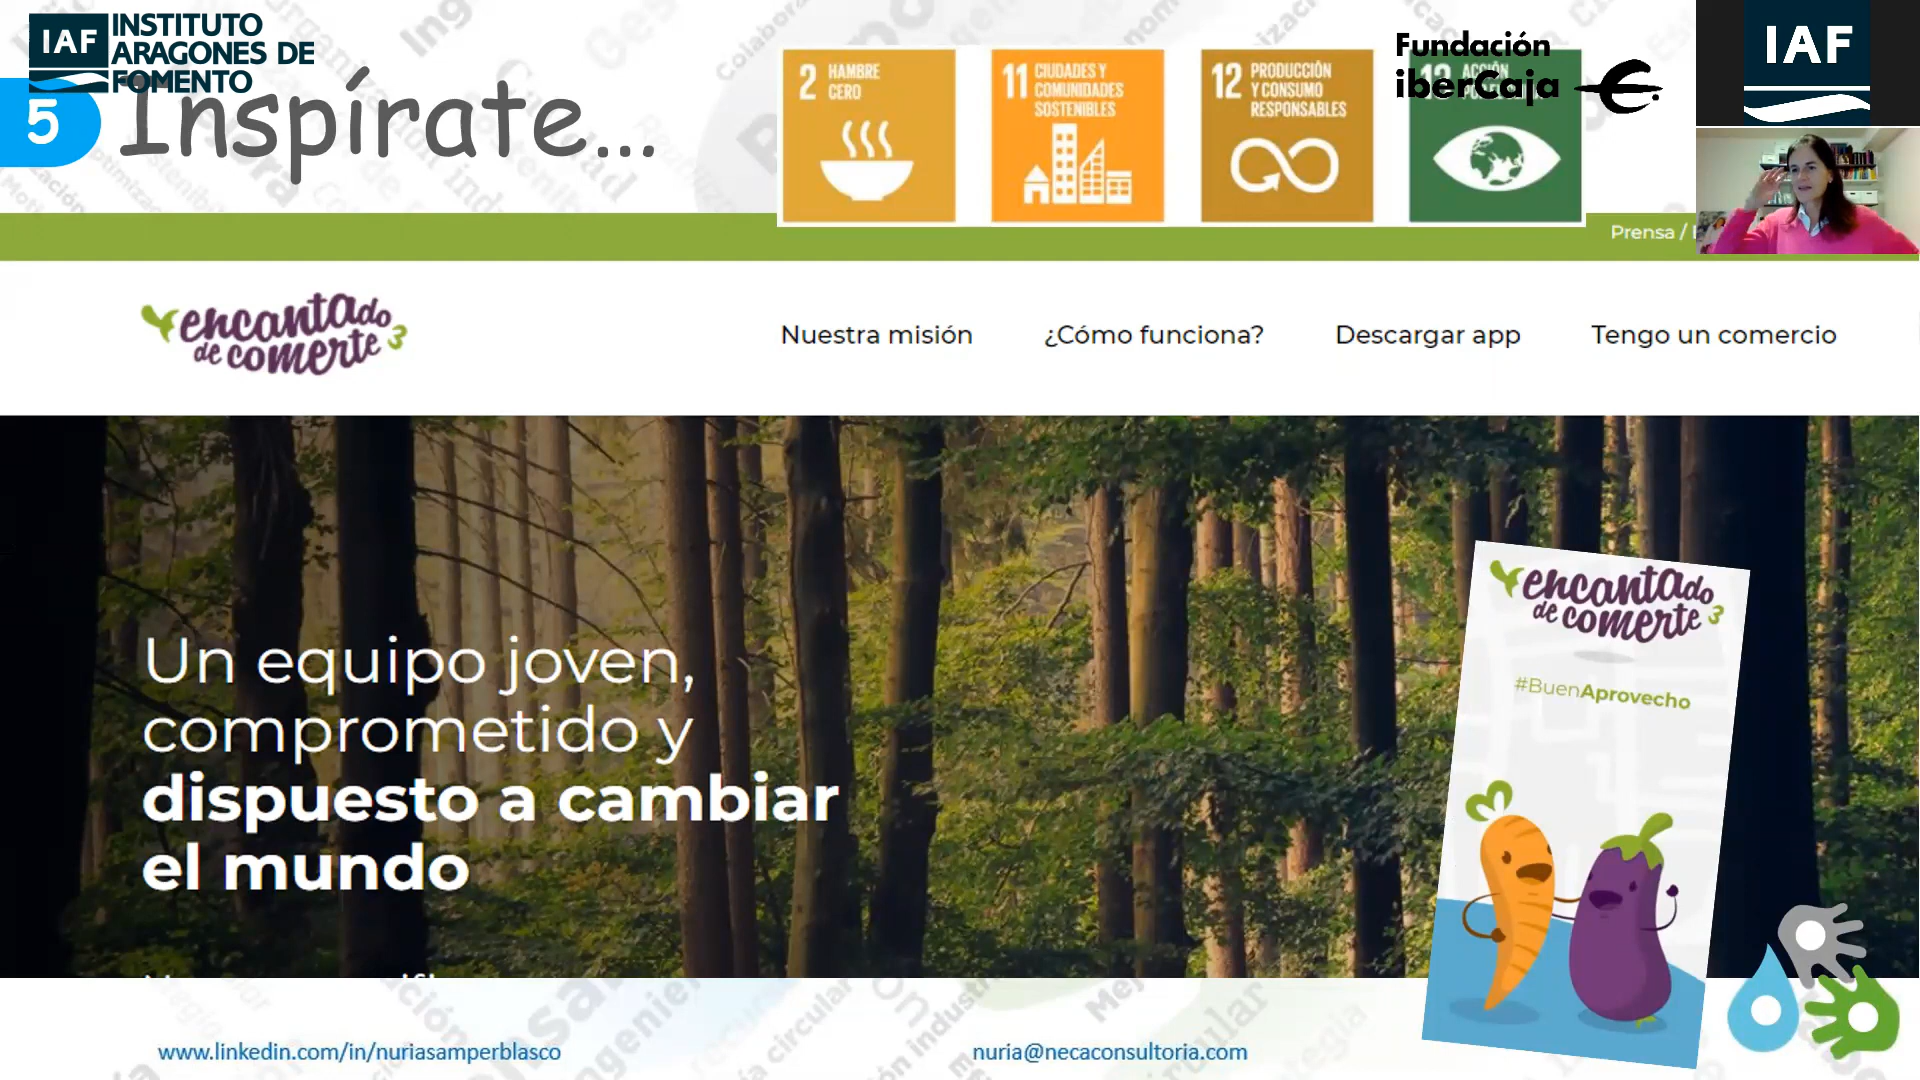 IAF
INSTITUTO
ARAGONES DE
FOMENTO
5
Inspírate...
2 HAMBRE
CERO
11 CIUDADES Y
COMUNIDADES
SOSTENIBLES
12 PRODUCCIÓN
Y CONSUMO
RESPONSABLES
13 ACCIÓN
Fundación
iberCaja
IAF
Prensa /
encantado
de comerte
Nuestra misión
¿Cómo funciona?
Descargar app
Tengo un comercio
Un equipo joven,
comprometido y
dispuesto a cambiar
el mundo
encantado
de comerte
#BuenAprovecho
www.linkedin.com/in/nuriasamperblasco
nuria@necaconsultoria.com